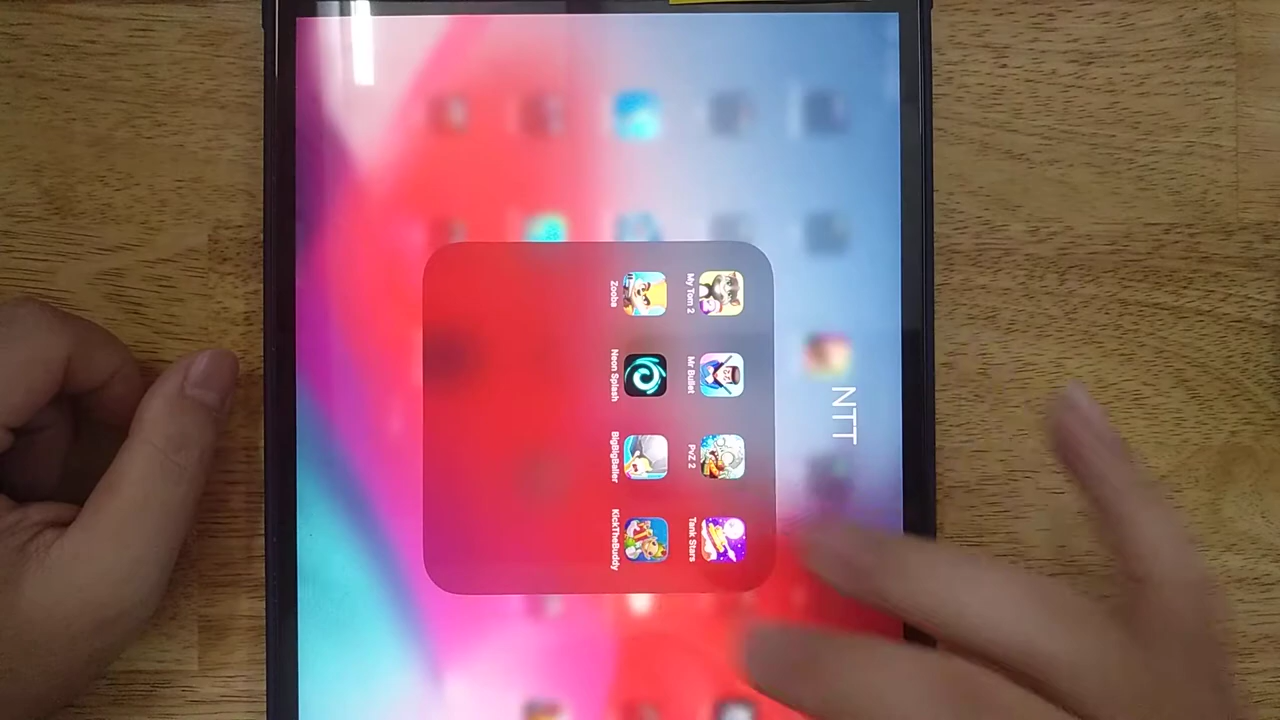 NTT
My Tom 2
Mr Bullet
PvZ 2
Tank Stars
Zooba
Neon Splash
BigBigBaller
KickTheBuddy